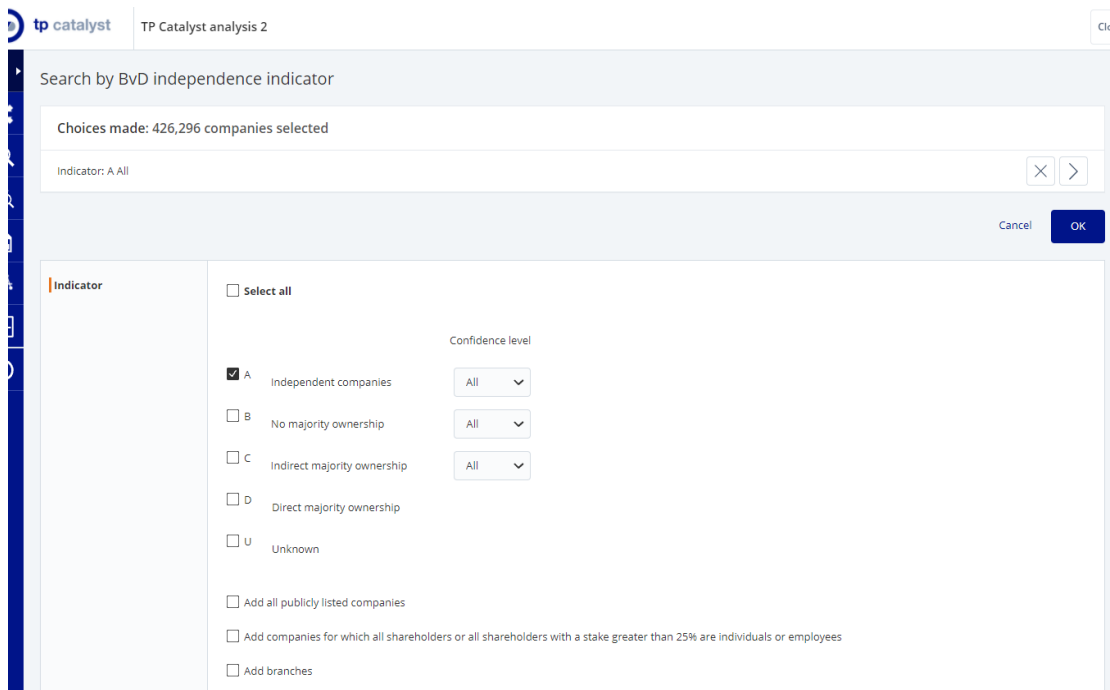 tp catalyst
TP Catalyst analysis 2
Search by BvD independence indicator
Choices made: 426,296 companies selected
Indicator: A All
Cancel
OK
Indicator
Select all
Confidence level
A Independent companies All
B No majority ownership All
C Indirect majority ownership All
D Direct majority ownership
U Unknown
Add all publicly listed companies
Add companies for which all shareholders or all shareholders with a stake greater than 25% are individuals or employees
Add branches